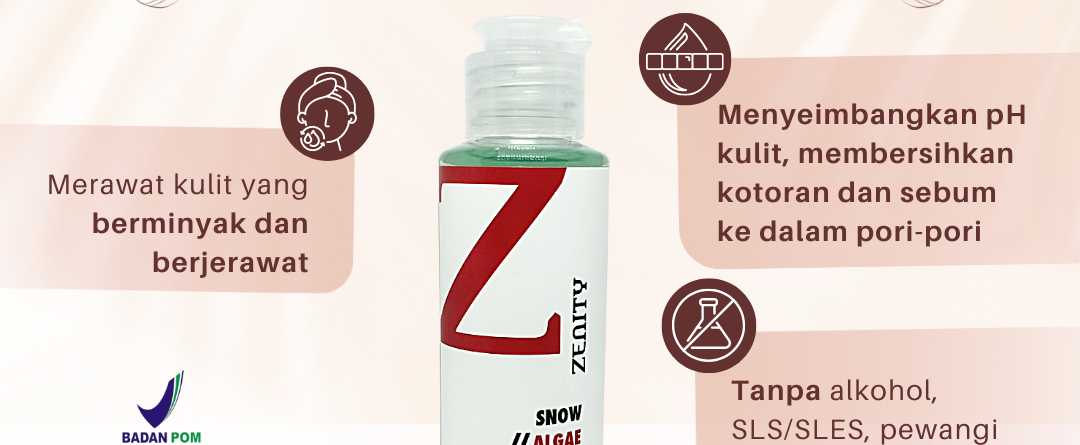 Merawat kulit yang
berminyak dan
berjerawat
BADAN POM
Z
ZENITY
SNOW
// ALGAE
Menyeimbangkan pH
kulit, membersihkan
kotoran dan sebum
ke dalam pori-pori
Tanpa alkohol,
SLS/SLES, pewangi